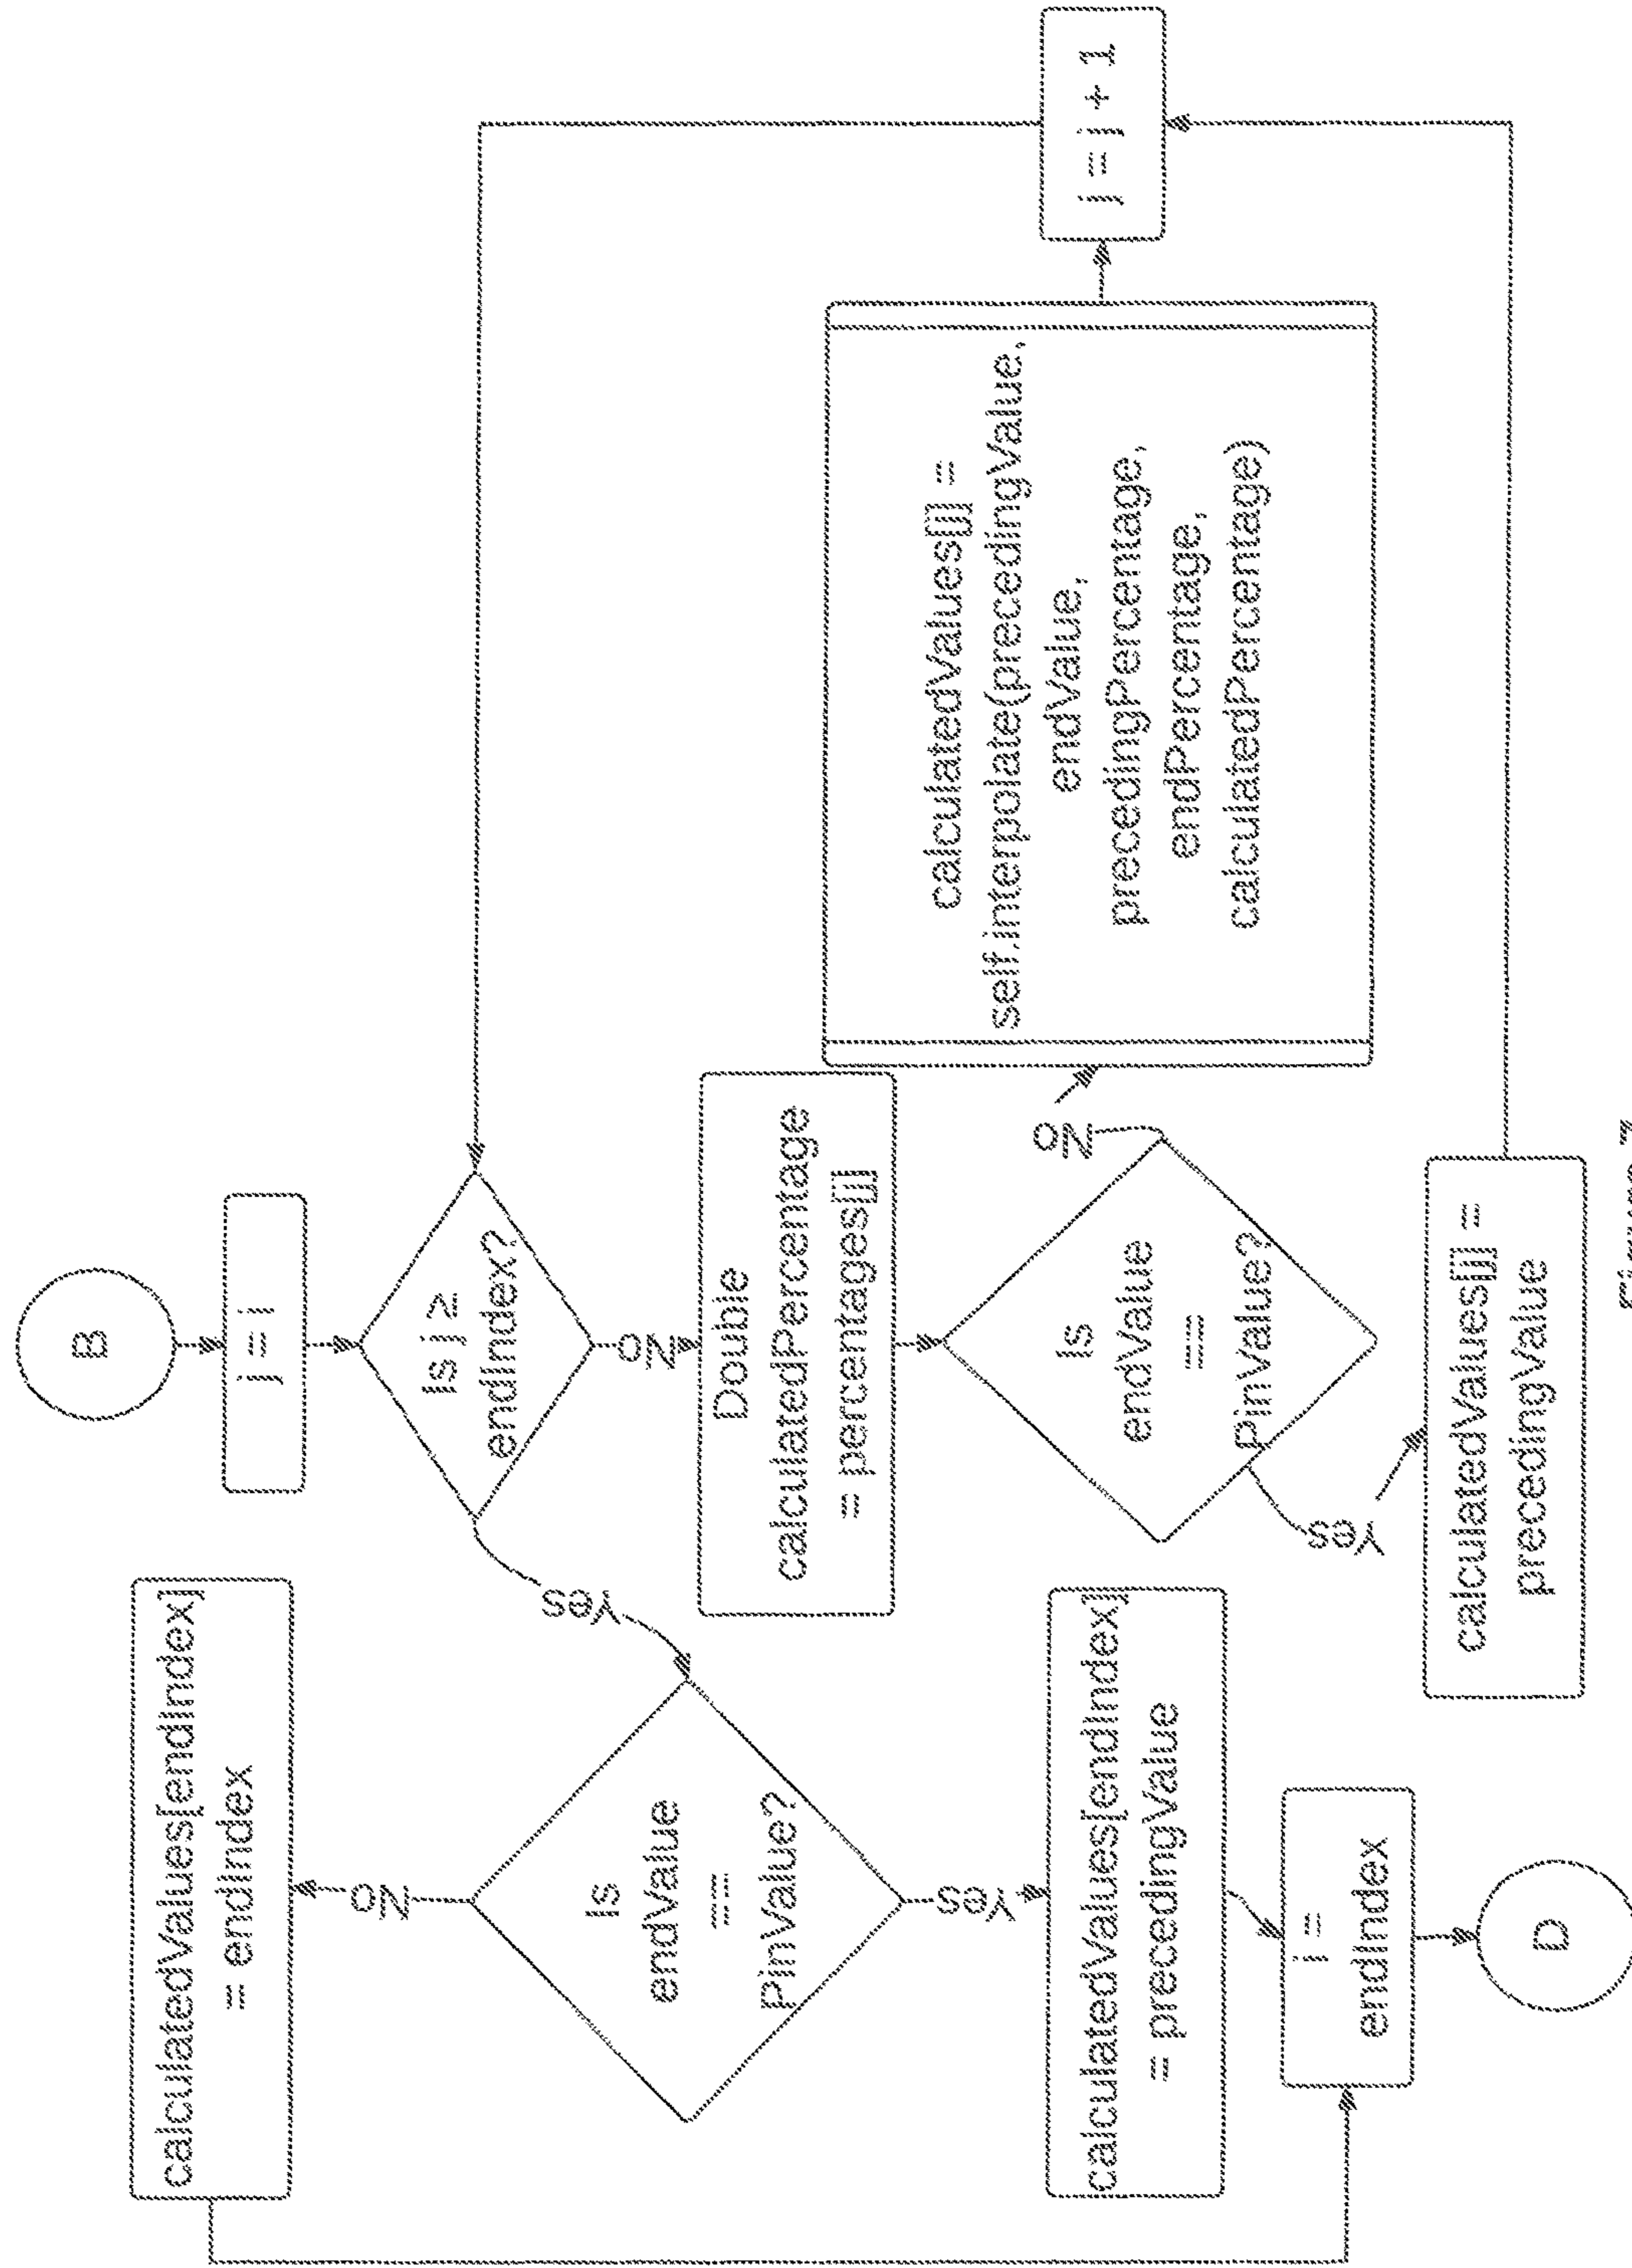 B
j = i
Is j ≥
endIndex?
Yes
No
calculatedValues[endIndex]
= endIndex
No
Is
endValue
==
PinValue?
Yes
calculatedValues[endIndex]
= precedingValue
i =
endIndex
D
Double
calculatedPercentage
= percentages[j]
Is
endValue
==
PinValue?
No
Yes
calculatedValues[j] =
self.interpolate(precedingValue,
endValue,
precedingPercentage,
endPercentage,
calculatedPercentage)
j = j + 1
calculatedValues[j] =
precedingValue